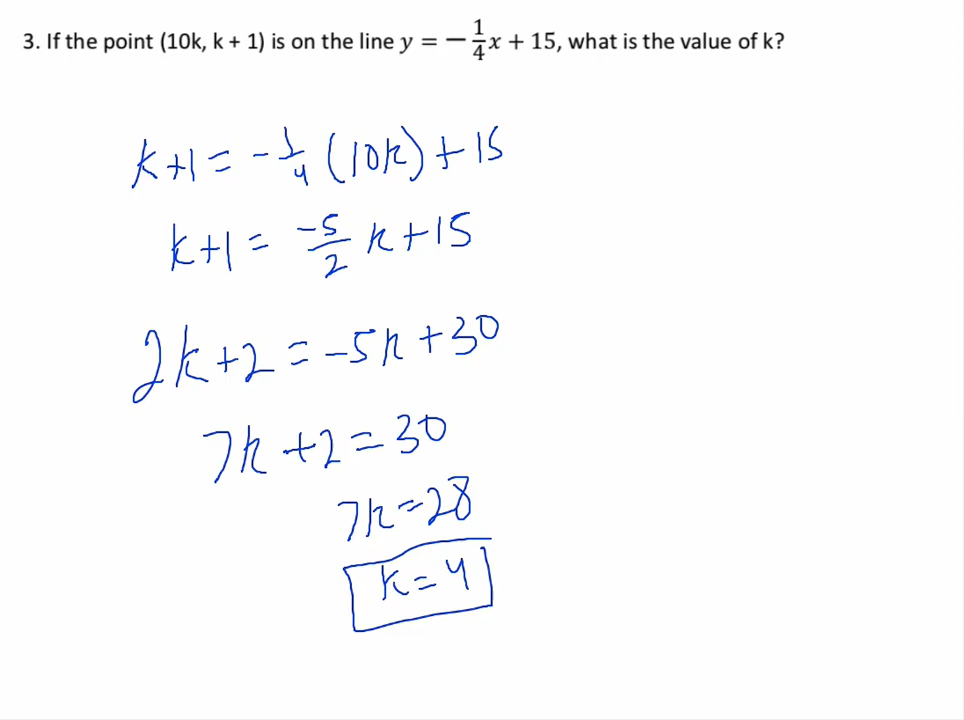 3. If the point (10k, k + 1) is on the line y = −1/4x + 15, what is the value of k?
k+1 = -1/4 (10k) + 15
k+1 = -5/2 k + 15
2k+2 = -5k + 30
7k + 2 = 30
7k = 28
k = 4